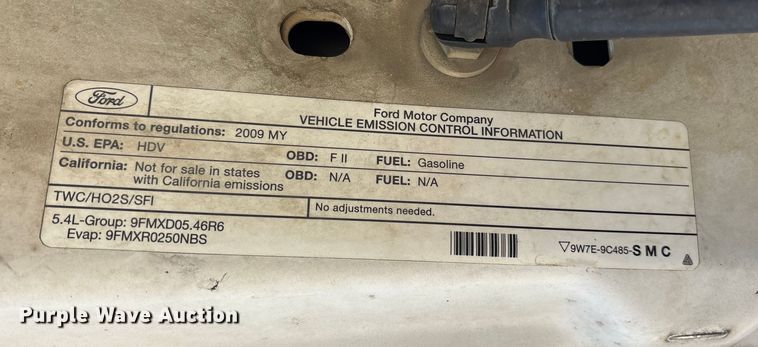 Ford
Ford Motor Company
VEHICLE EMISSION CONTROL INFORMATION
Conforms to regulations: 2009 MY
U.S. EPA: HDV OBD: F II FUEL: Gasoline
California: Not for sale in states with California emissions OBD: N/A FUEL: N/A
TWC/HO2S/SFI No adjustments needed.
5.4L-Group: 9FMXD05.46R6
Evap: 9FMXR0250NBS
▽9W7E-9C485-S M C
Purple Wave Auction